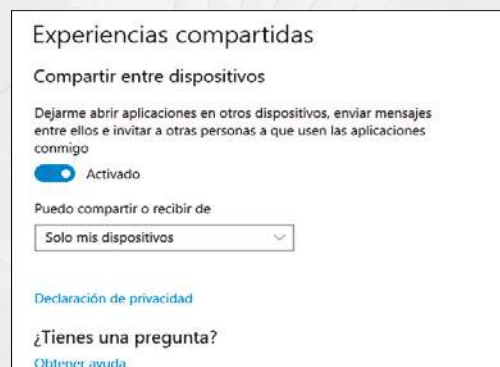 Experiencias compartidas
Compartir entre dispositivos
Dejarme abrir aplicaciones en otros dispositivos, enviar mensajes
entre ellos e invitar a otras personas a que usen las aplicaciones
conmigo
Activado
Puedo compartir o recibir de
Solo mis dispositivos
Declaración de privacidad
¿Tienes una pregunta?
Obtener ayuda